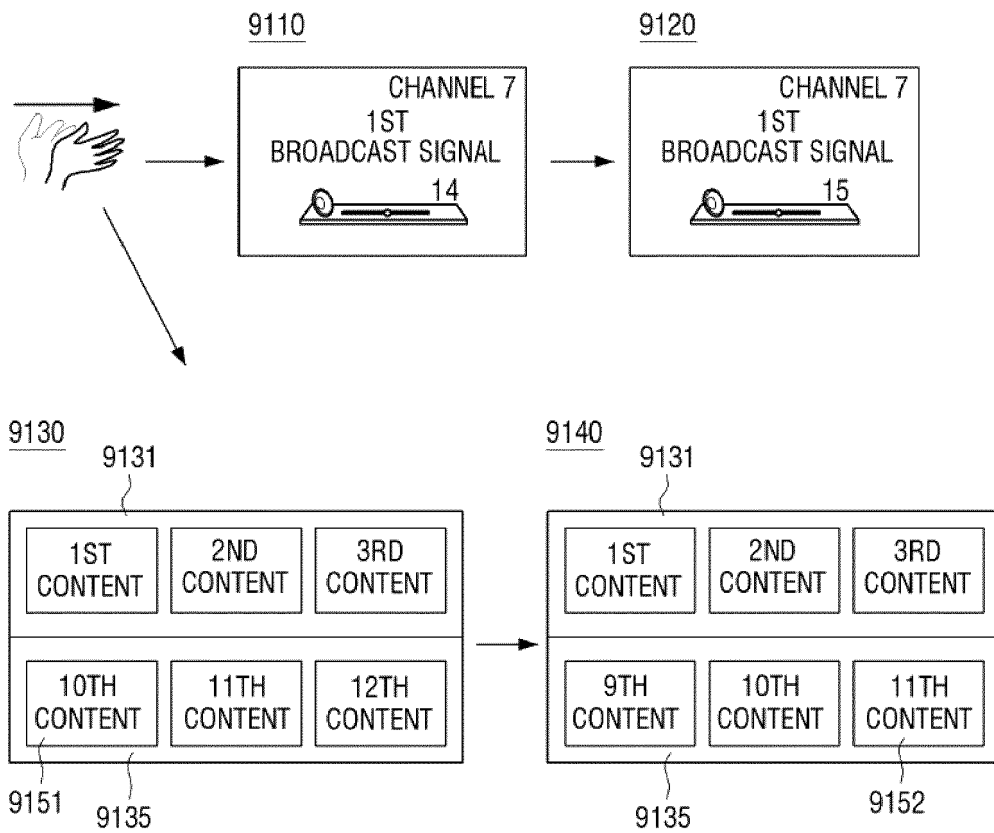 9110
9120
CHANNEL 7
1ST
BROADCAST SIGNAL
14
CHANNEL 7
1ST
BROADCAST SIGNAL
15
9130
9131
1ST
CONTENT
2ND
CONTENT
3RD
CONTENT
10TH
CONTENT
11TH
CONTENT
12TH
CONTENT
9151
9135
9140
9131
1ST
CONTENT
2ND
CONTENT
3RD
CONTENT
9TH
CONTENT
10TH
CONTENT
11TH
CONTENT
9135
9152